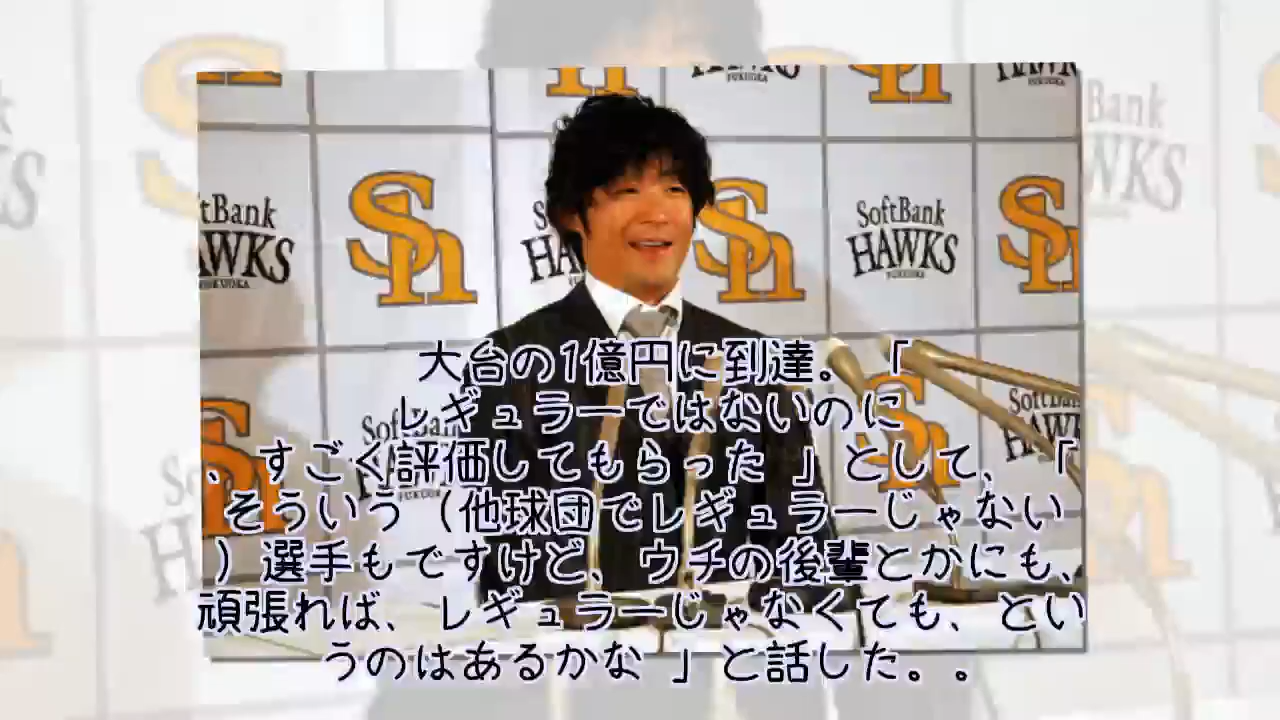 SoftBank
HAWKS
FUKUOKA
大台の1億円に到達。「
レギュラーではないのに
、すごく評価してもらった 」として、「
そういう（他球団でレギュラーじゃない
）選手もですけど、ウチの後輩とかにも、
頑張れば、レギュラーじゃなくても、とい
うのはあるかな 」と話した。。